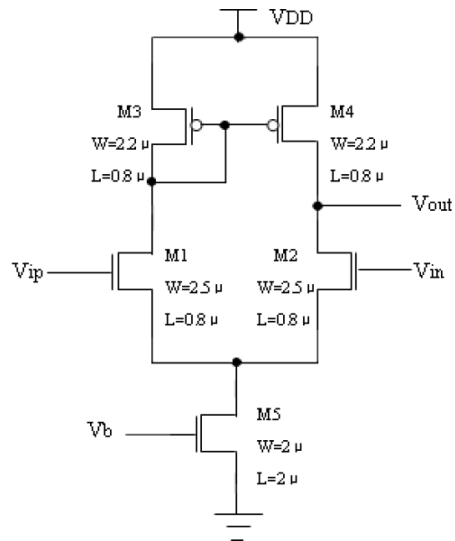 VDD
M3
W=2.2 μ
L=0.8 μ
M4
W=2.2 μ
L=0.8 μ
Vout
Vip
M1
W=2.5 μ
L=0.8 μ
M2
W=2.5 μ
L=0.8 μ
Vin
Vb
M5
W=2 μ
L=2 μ